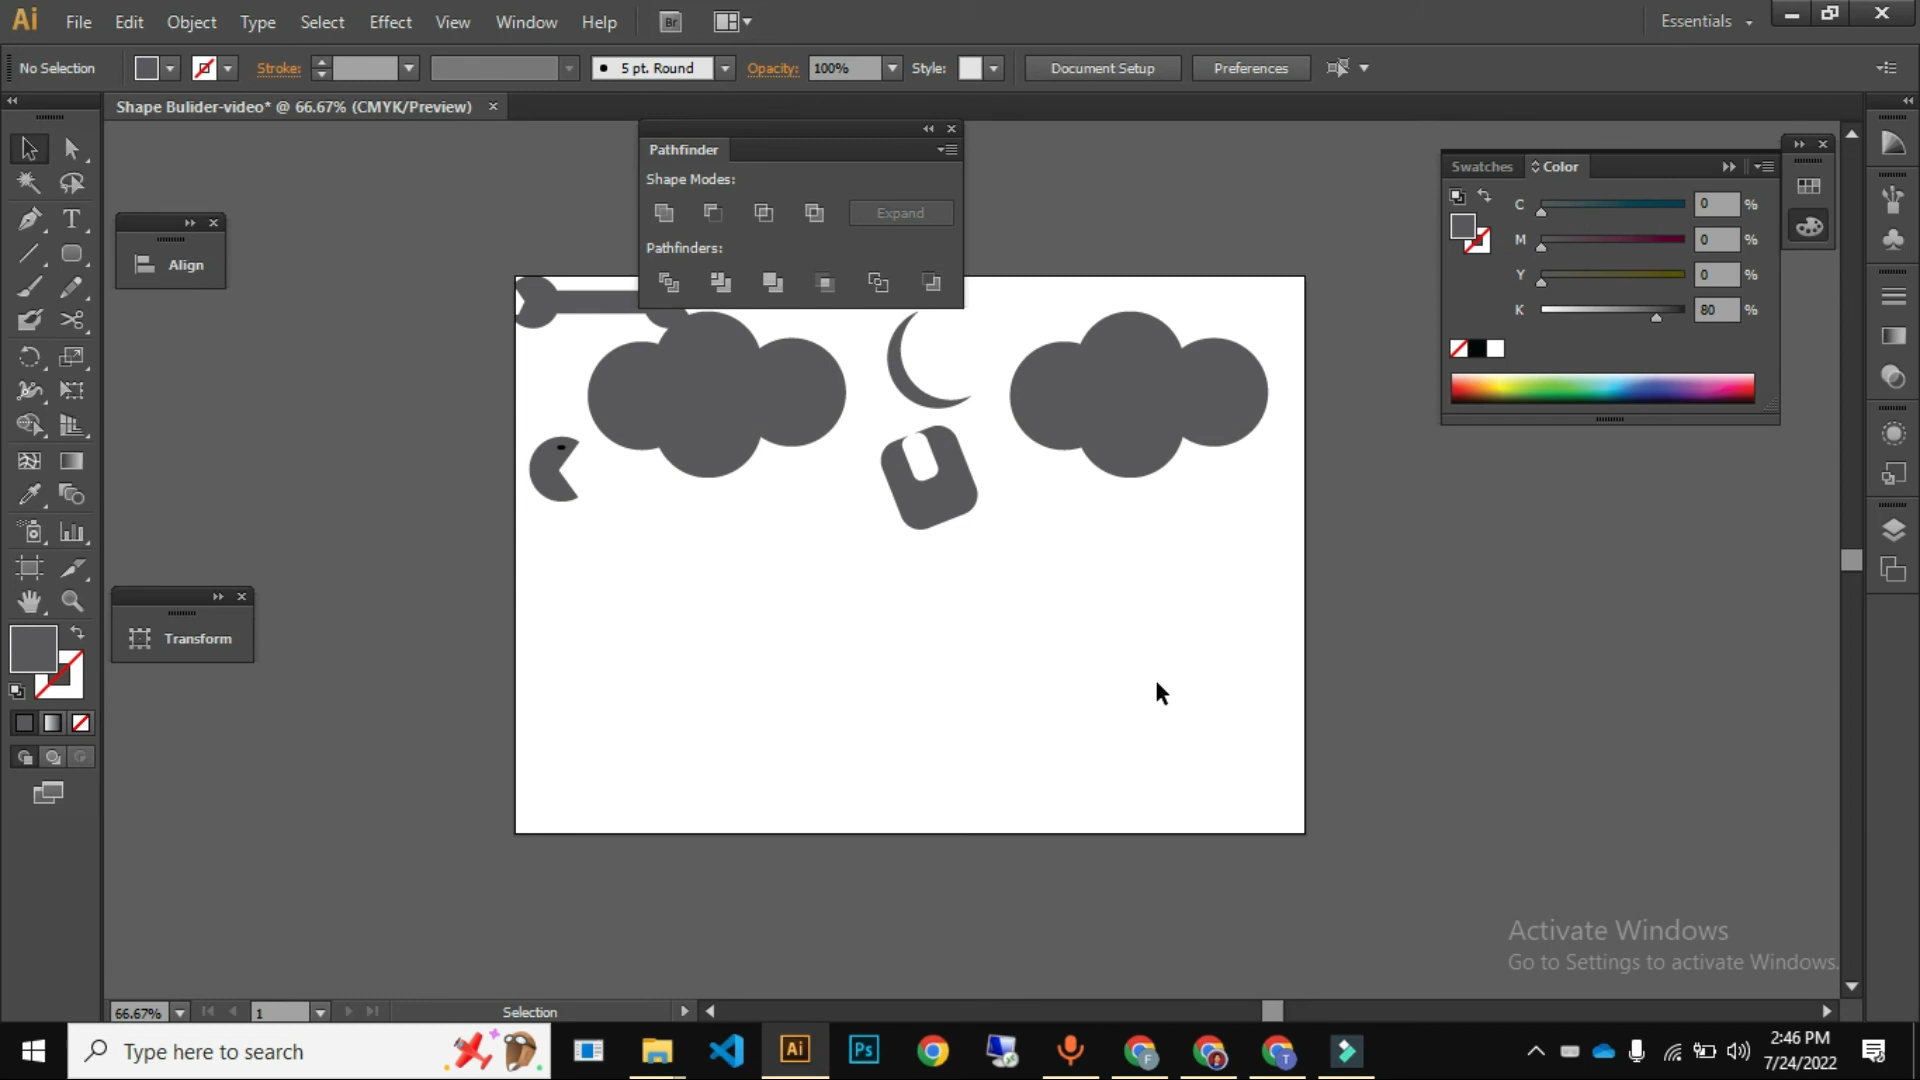 Ai File Edit Object Type Select Effect View Window Help Br
No Selection Stroke: 5 pt. Round Opacity: 100% Style: Document Setup Preferences
Shape Bulider-video* @ 66.67% (CMYK/Preview)
Pathfinder
Shape Modes:
Expand
Pathfinders:
Swatches Color
C 0 %
M 0 %
Y 0 %
K 80 %
Align
Transform
Activate Windows
Go to Settings to activate Windows.
66.67% 1 Selection
Type here to search
Ai Ps F T
2:46 PM
7/24/2022